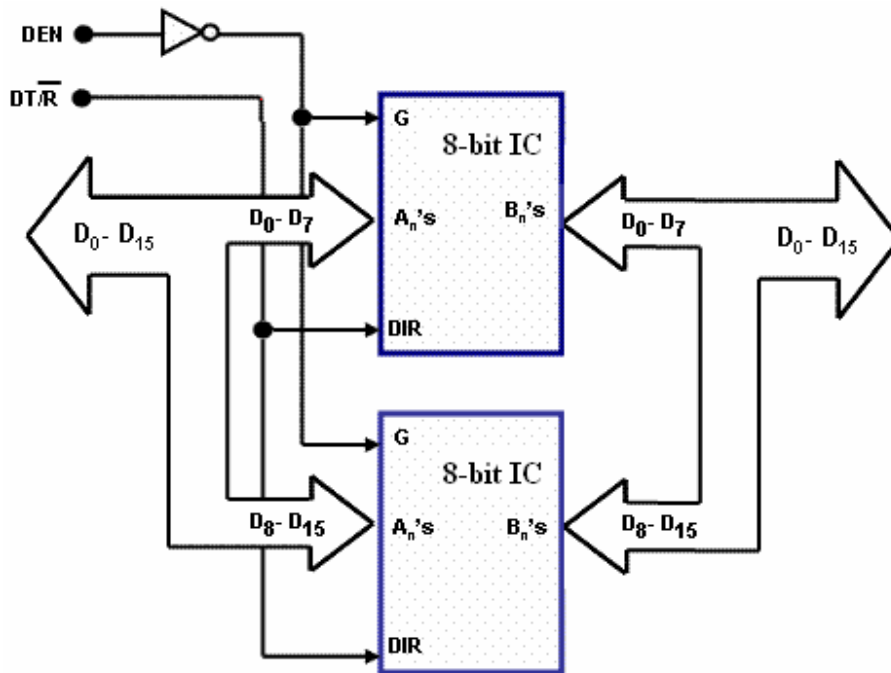 DEN
DT/R̅
G
8-bit IC
D₀- D₁₅
D₀- D₇
Aₙ's
Bₙ's
D₀- D₇
D₀- D₁₅
DIR
G
8-bit IC
D₈- D₁₅
Aₙ's
Bₙ's
D₈- D₁₅
DIR